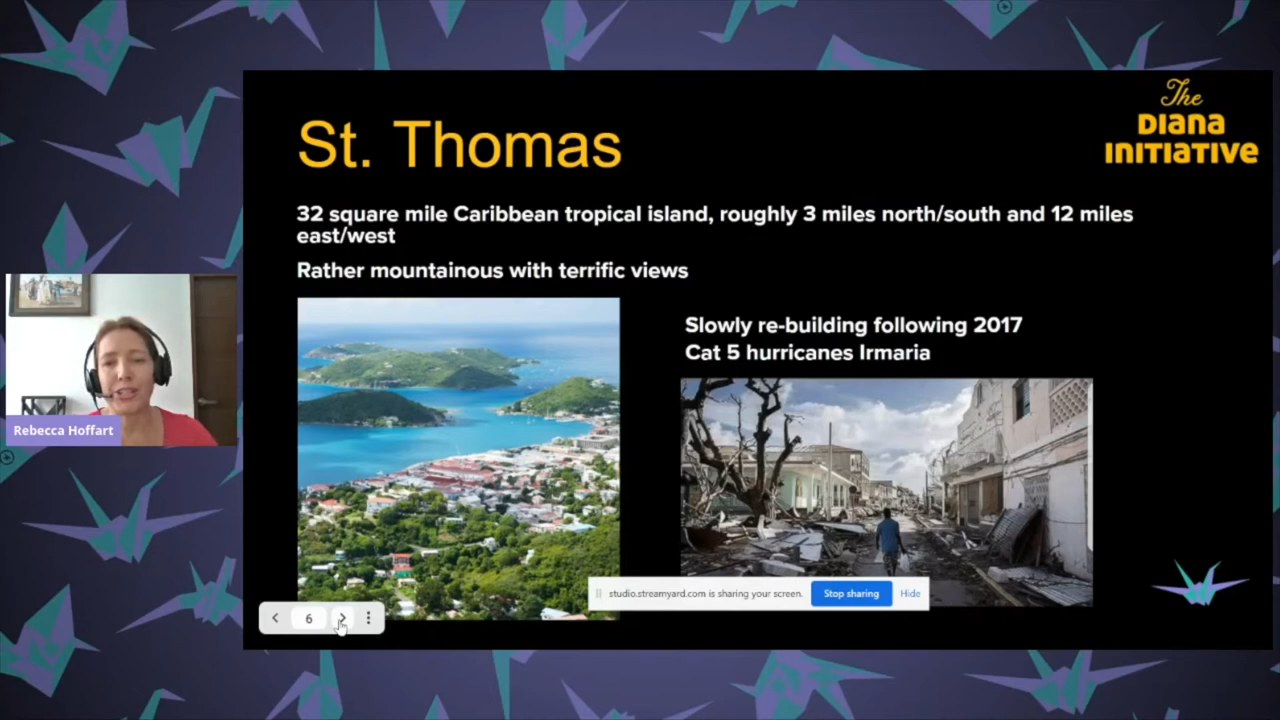 The
DIANA
INITIATIVE
St. Thomas
32 square mile Caribbean tropical island, roughly 3 miles north/south and 12 miles
east/west
Rather mountainous with terrific views
Slowly re-building following 2017
Cat 5 hurricanes Irmaria
Rebecca Hoffart
studio.streamyard.com is sharing your screen. Stop sharing Hide
6